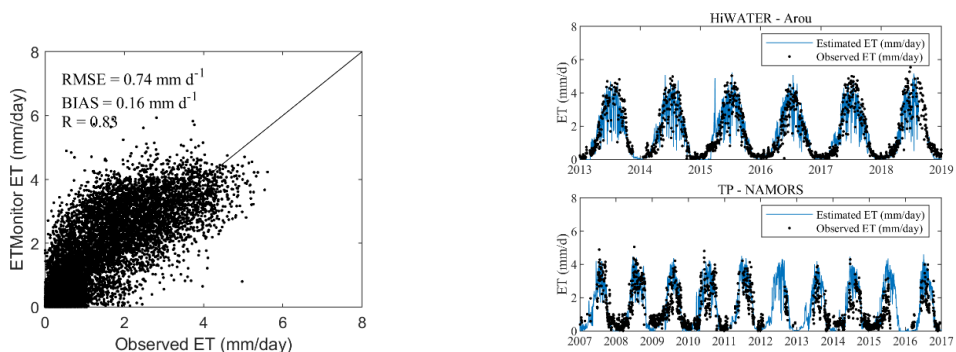 8
6
4
2
0
0 2 4 6 8
ETMonitor ET (mm/day)
Observed ET (mm/day)
RMSE = 0.74 mm d-1
BIAS = 0.16 mm d-1
R = 0.83
HiWATER - Arou
8
6
4
2
0
ET (mm/d)
Estimated ET (mm/day)
Observed ET (mm/day)
2013 2014 2015 2016 2017 2018 2019
TP - NAMORS
8
6
4
2
0
ET (mm/d)
Estimated ET (mm/day)
Observed ET (mm/day)
2007 2008 2009 2010 2011 2012 2013 2014 2015 2016 2017